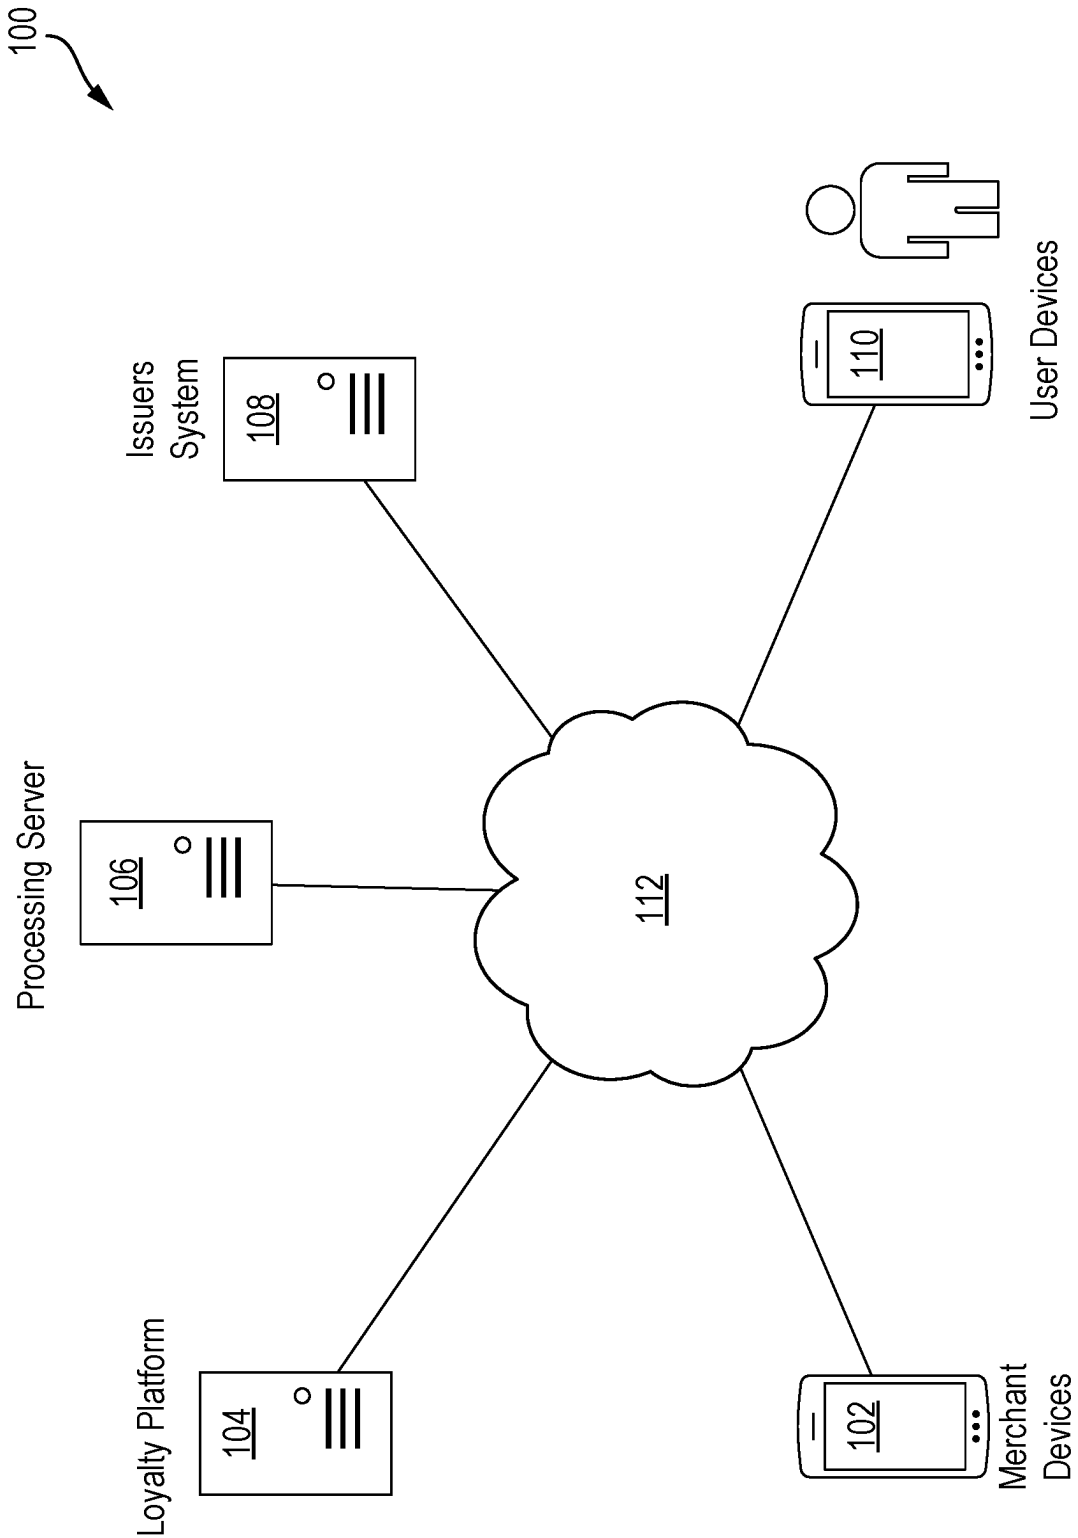 100
Issuers
System
108
Processing Server
106
Loyalty Platform
104
112
110
User Devices
102
Merchant
Devices